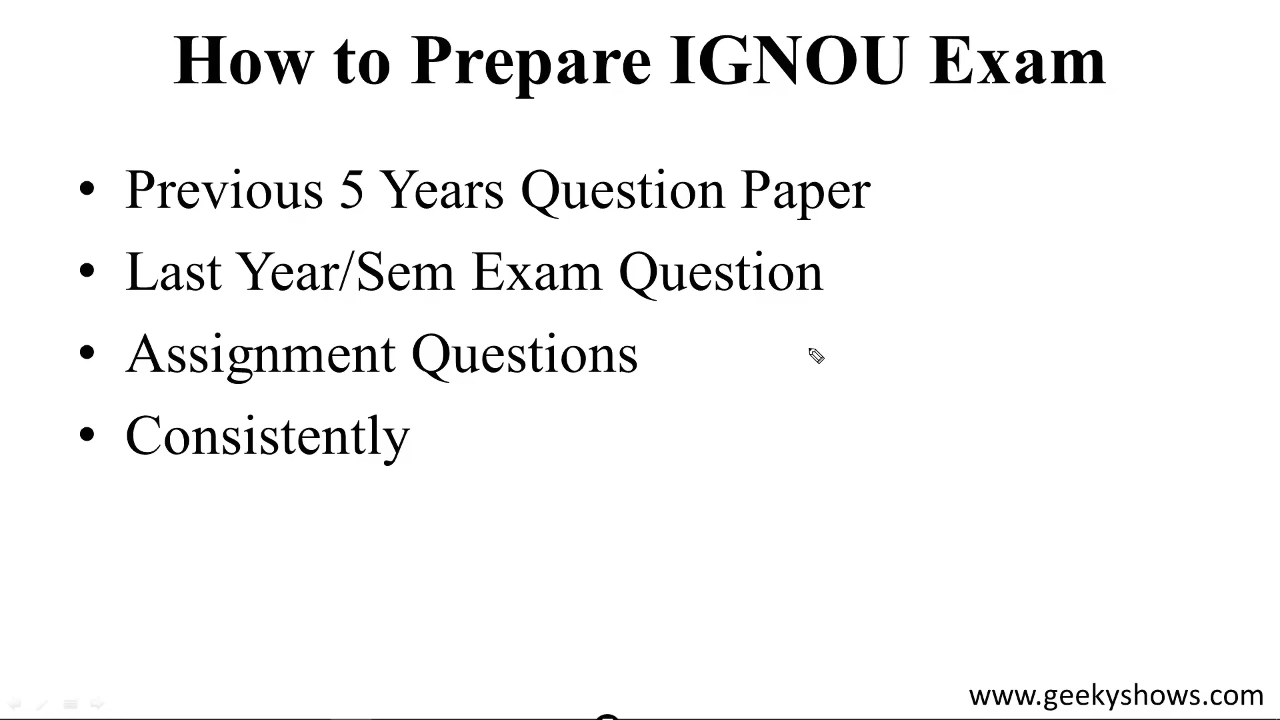 How to Prepare IGNOU Exam
• Previous 5 Years Question Paper
• Last Year/Sem Exam Question
• Assignment Questions
• Consistently
www.geekyshows.com